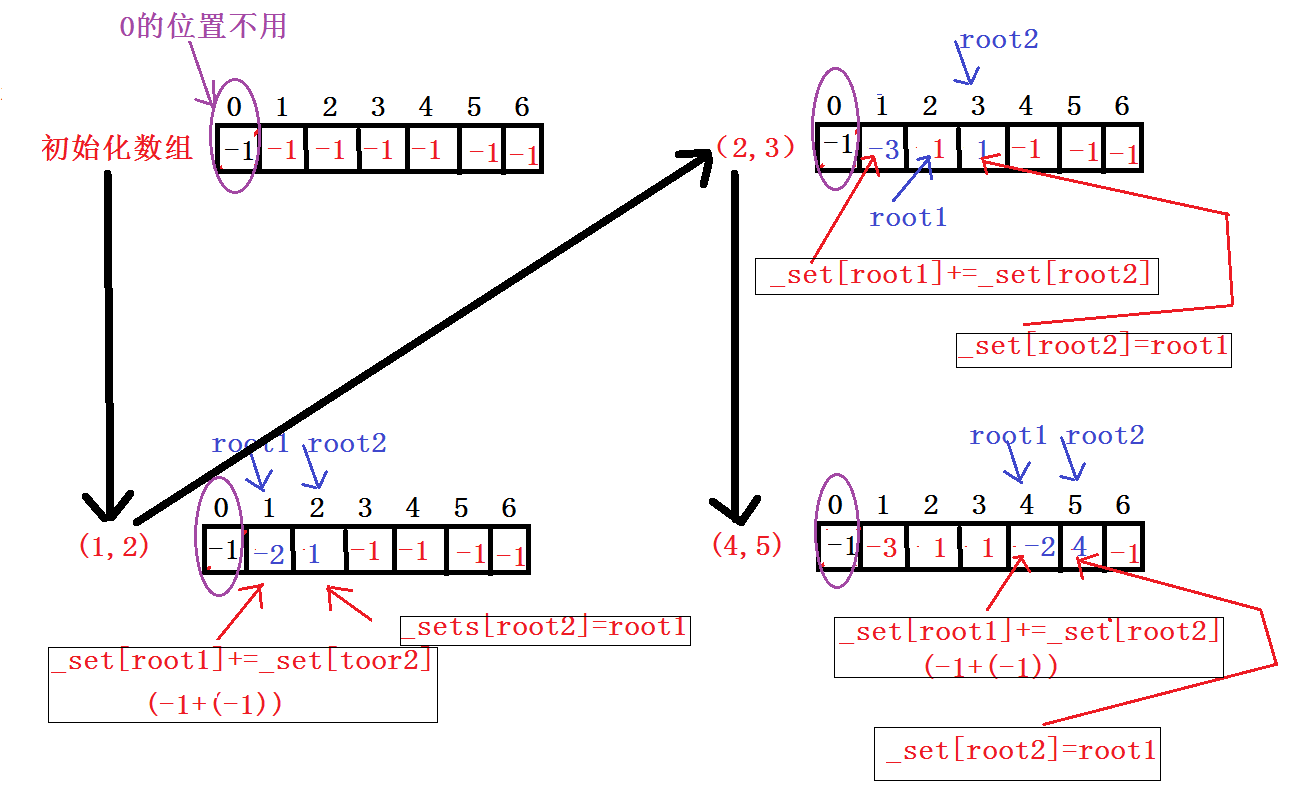 0的位置不用
0 1 2 3 4 5 6
初始化数组 -1 -1 -1 -1 -1 -1 -1
(1,2)
root1 root2
0 1 2 3 4 5 6
-1 -2 1 -1 -1 -1 -1
_sets[root2]=root1
_set[root1]+=_set[toor2]
(-1+(-1))
root2
0 1 2 3 4 5 6
(2,3) -1 -3 1 1 -1 -1 -1
root1
_set[root1]+=_set[root2]
_set[root2]=root1
root1 root2
0 1 2 3 4 5 6
(4,5) -1 -3 1 1 -2 4 -1
_set[root1]+=_set[root2]
(-1+(-1))
_set[root2]=root1